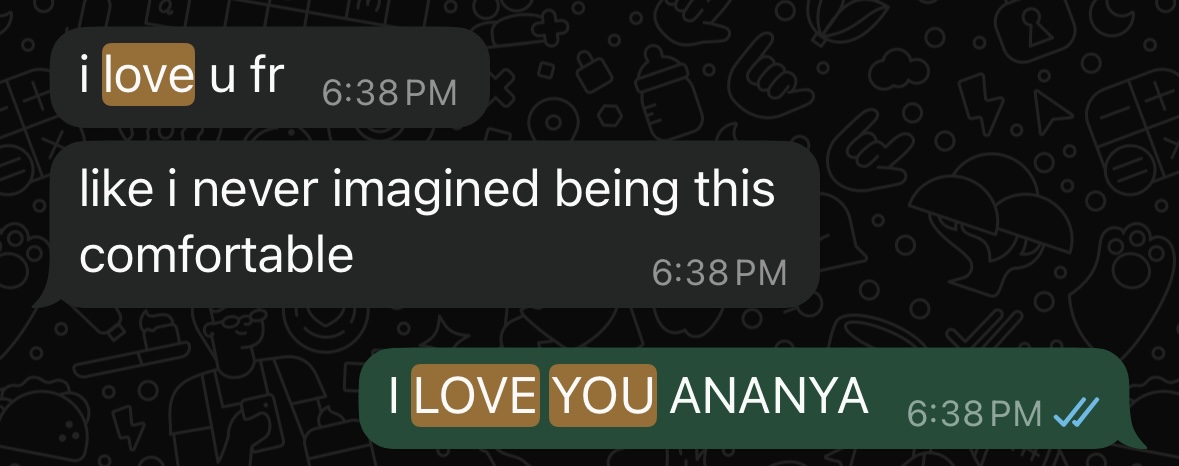 i love u fr 6:38 PM
like i never imagined being this
comfortable 6:38 PM
I LOVE YOU ANANYA 6:38 PM